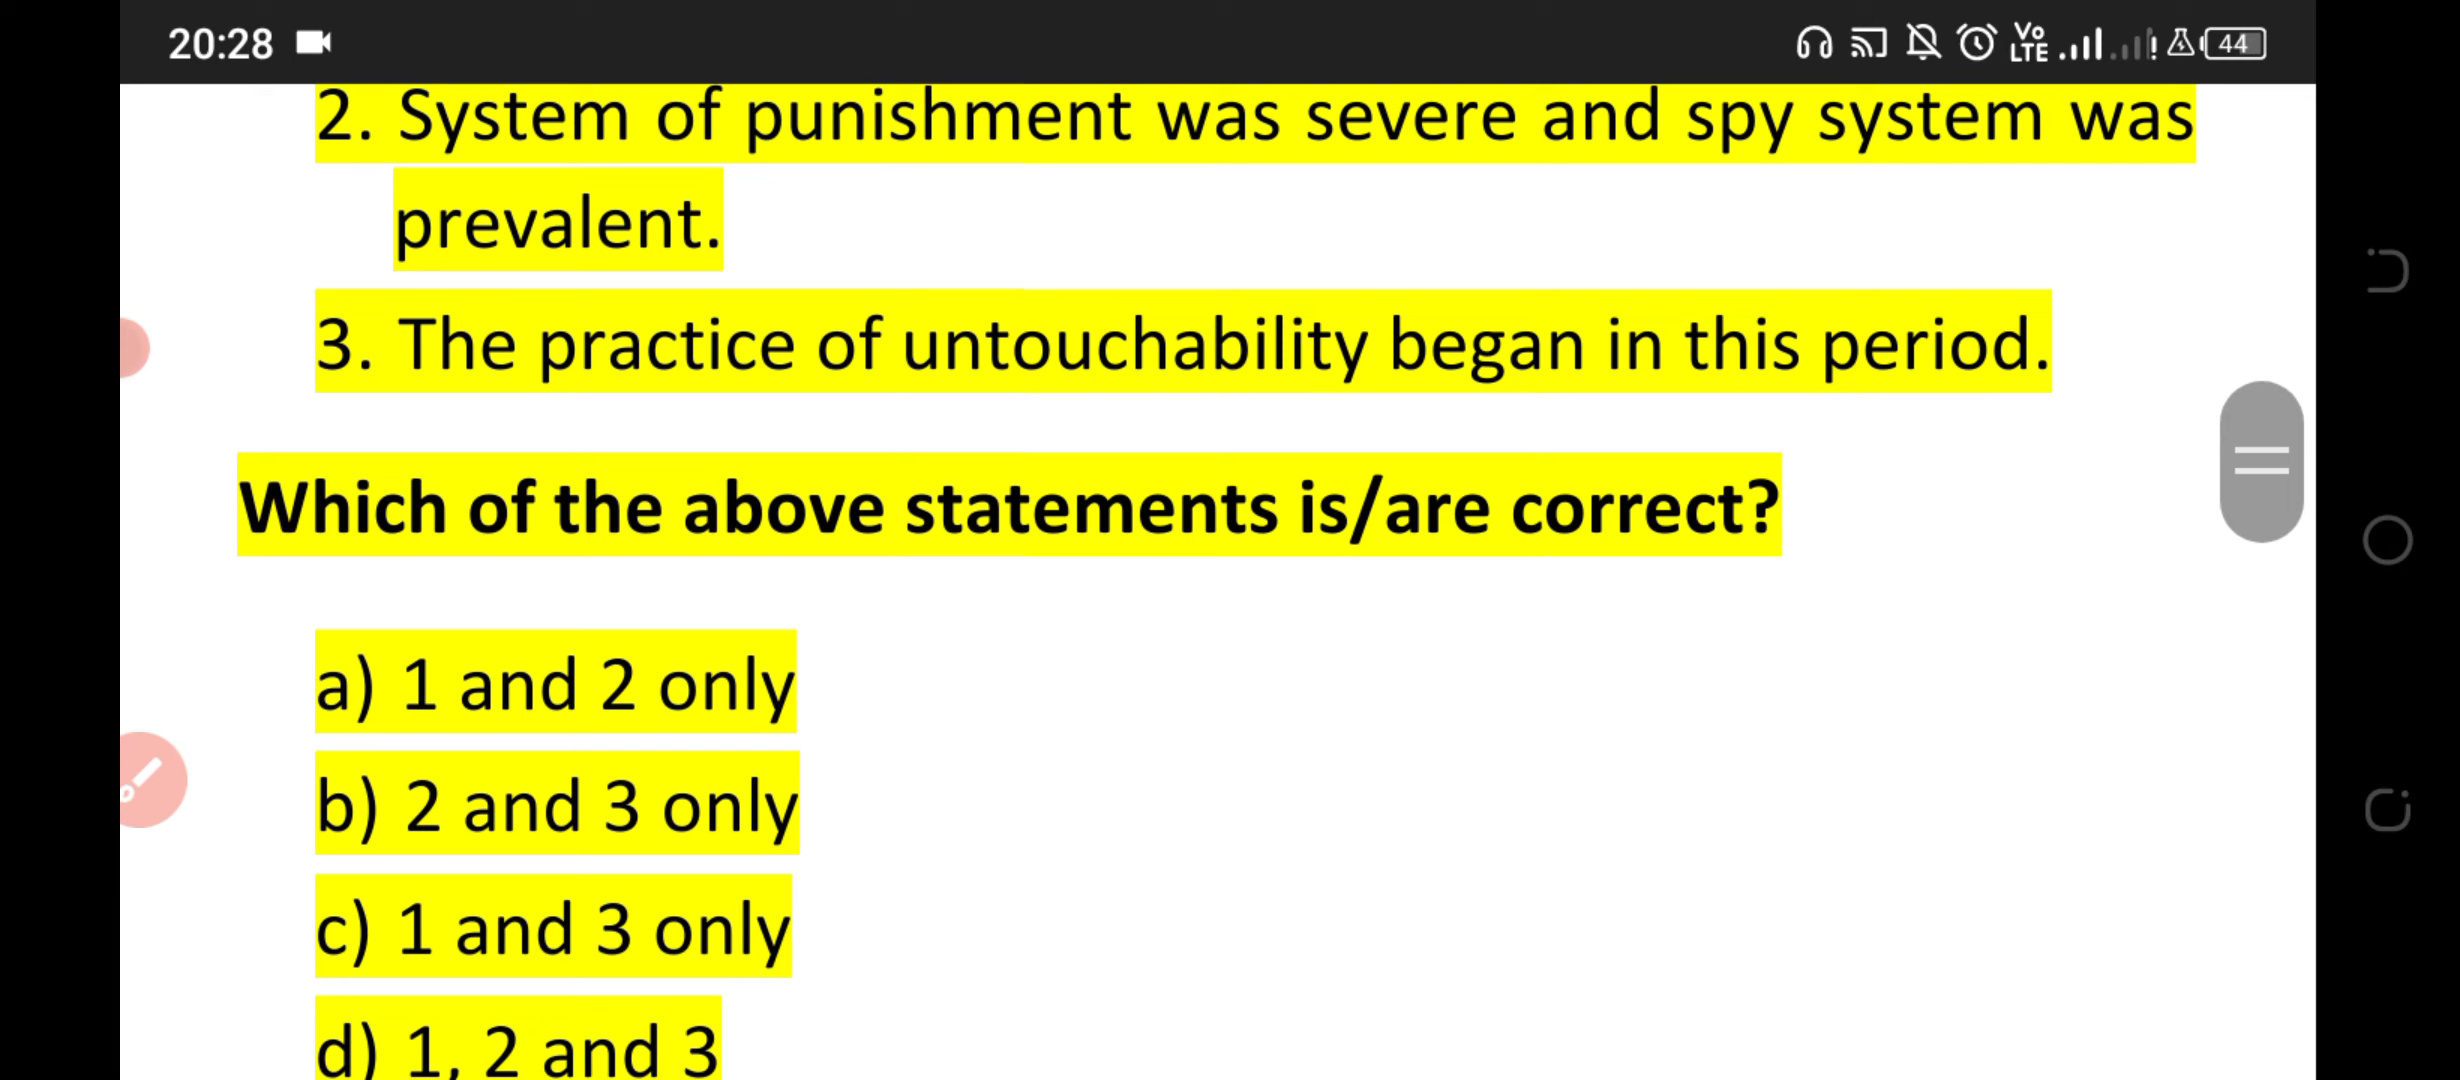 20:28
Vo LTE 44
2. System of punishment was severe and spy system was
prevalent.
3. The practice of untouchability began in this period.
Which of the above statements is/are correct?
a) 1 and 2 only
b) 2 and 3 only
c) 1 and 3 only
d) 1, 2 and 3